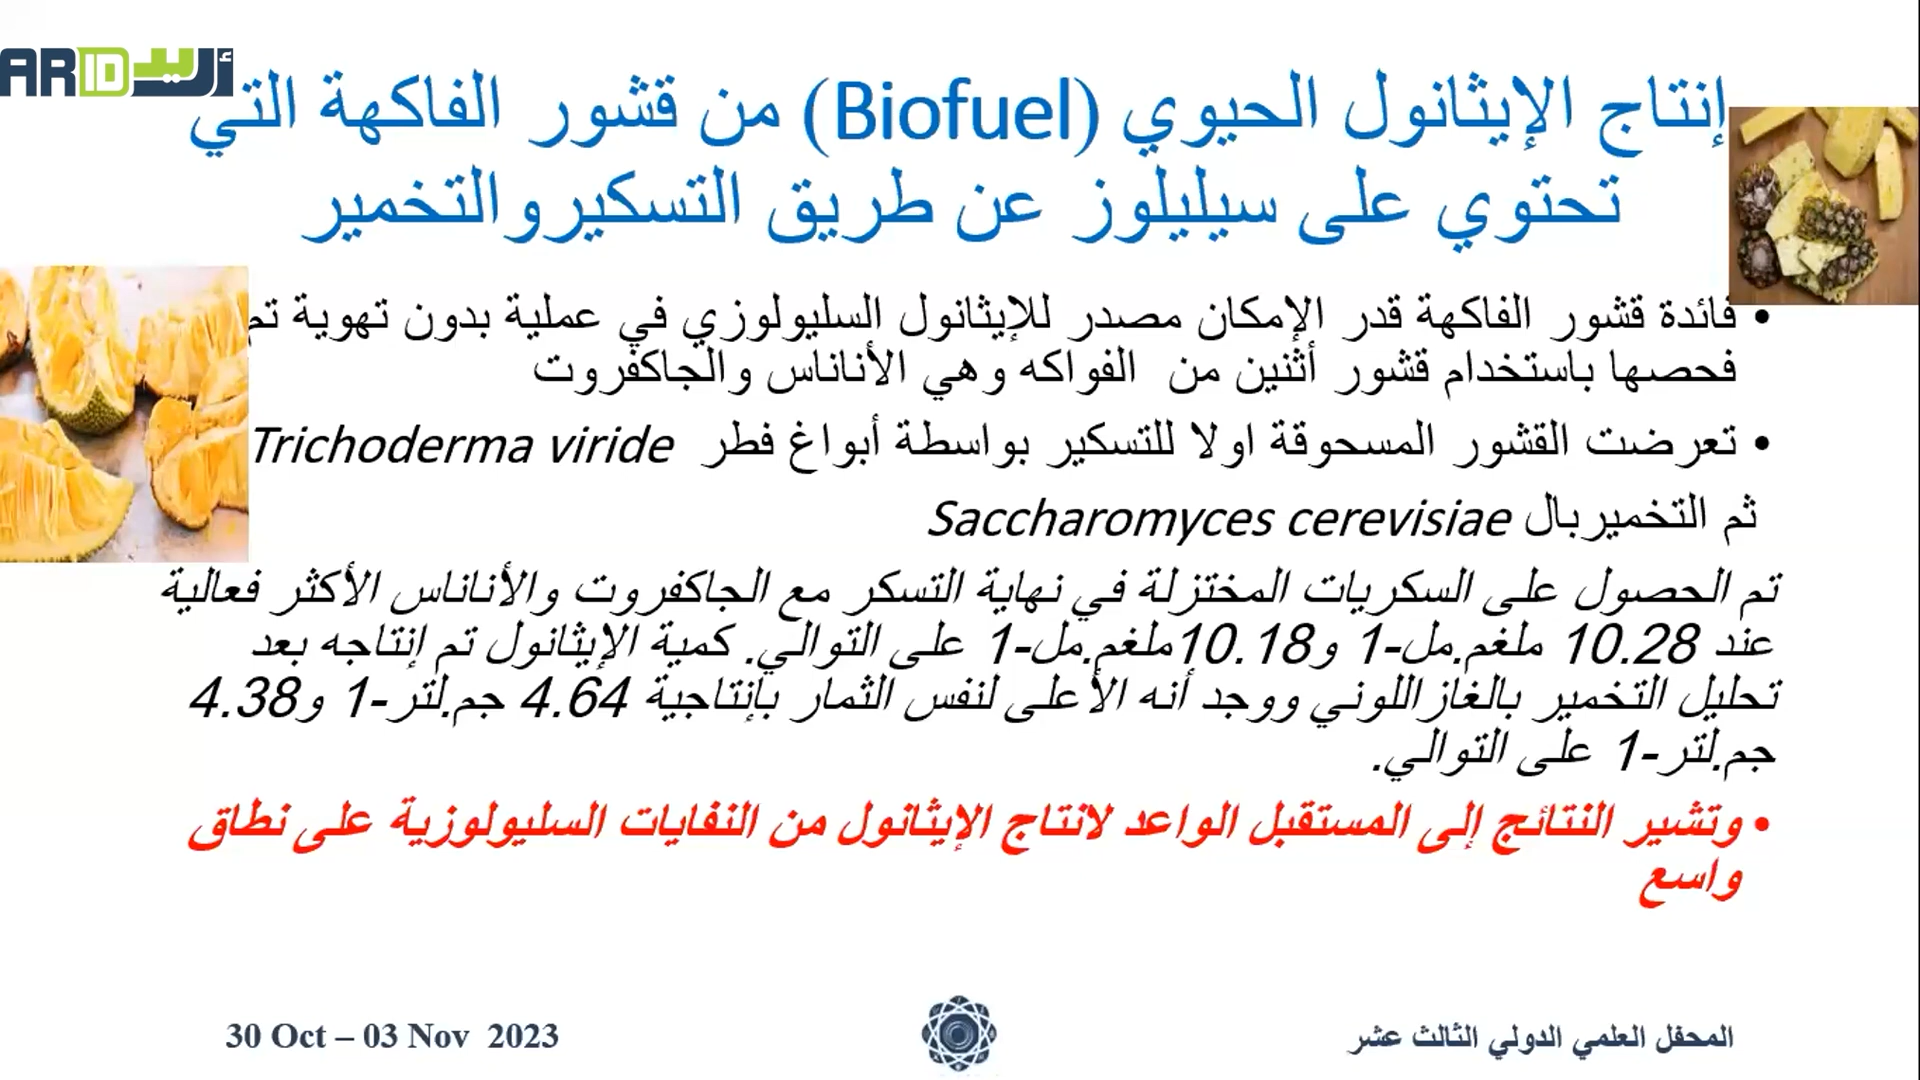 ARID أريد
إنتاج الإيثانول الحيوي (Biofuel) من قشور الفاكهة التي
تحتوي على سيليلوز عن طريق التسكيروالتخمير
• فائدة قشور الفاكهة قدر الإمكان مصدر للإيثانول السليولوزي في عملية بدون تهوية تم
فحصها باستخدام قشور أثنين من الفواكه وهي الأناناس والجاكفروت
• تعرضت القشور المسحوقة اولا للتسكير بواسطة أبواغ فطر Trichoderma viride
ثم التخميربال Saccharomyces cerevisiae
تم الحصول على السكريات المختزلة في نهاية التسكر مع الجاكفروت والأناناس الأكثر فعالية
عند 10.28 ملغم.مل-1 و10.18ملغم.مل-1 على التوالي. كمية الإيثانول تم إنتاجه بعد
تحليل التخمير بالغازاللوني ووجد أنه الأعلى لنفس الثمار بإنتاجية 4.64 جم.لتر-1 و4.38
جم.لتر-1 على التوالي.
• وتشير النتائج إلى المستقبل الواعد لانتاج الإيثانول من النفايات السليولوزية على نطاق
واسع
المحفل العلمي الدولي الثالث عشر
30 Oct – 03 Nov 2023